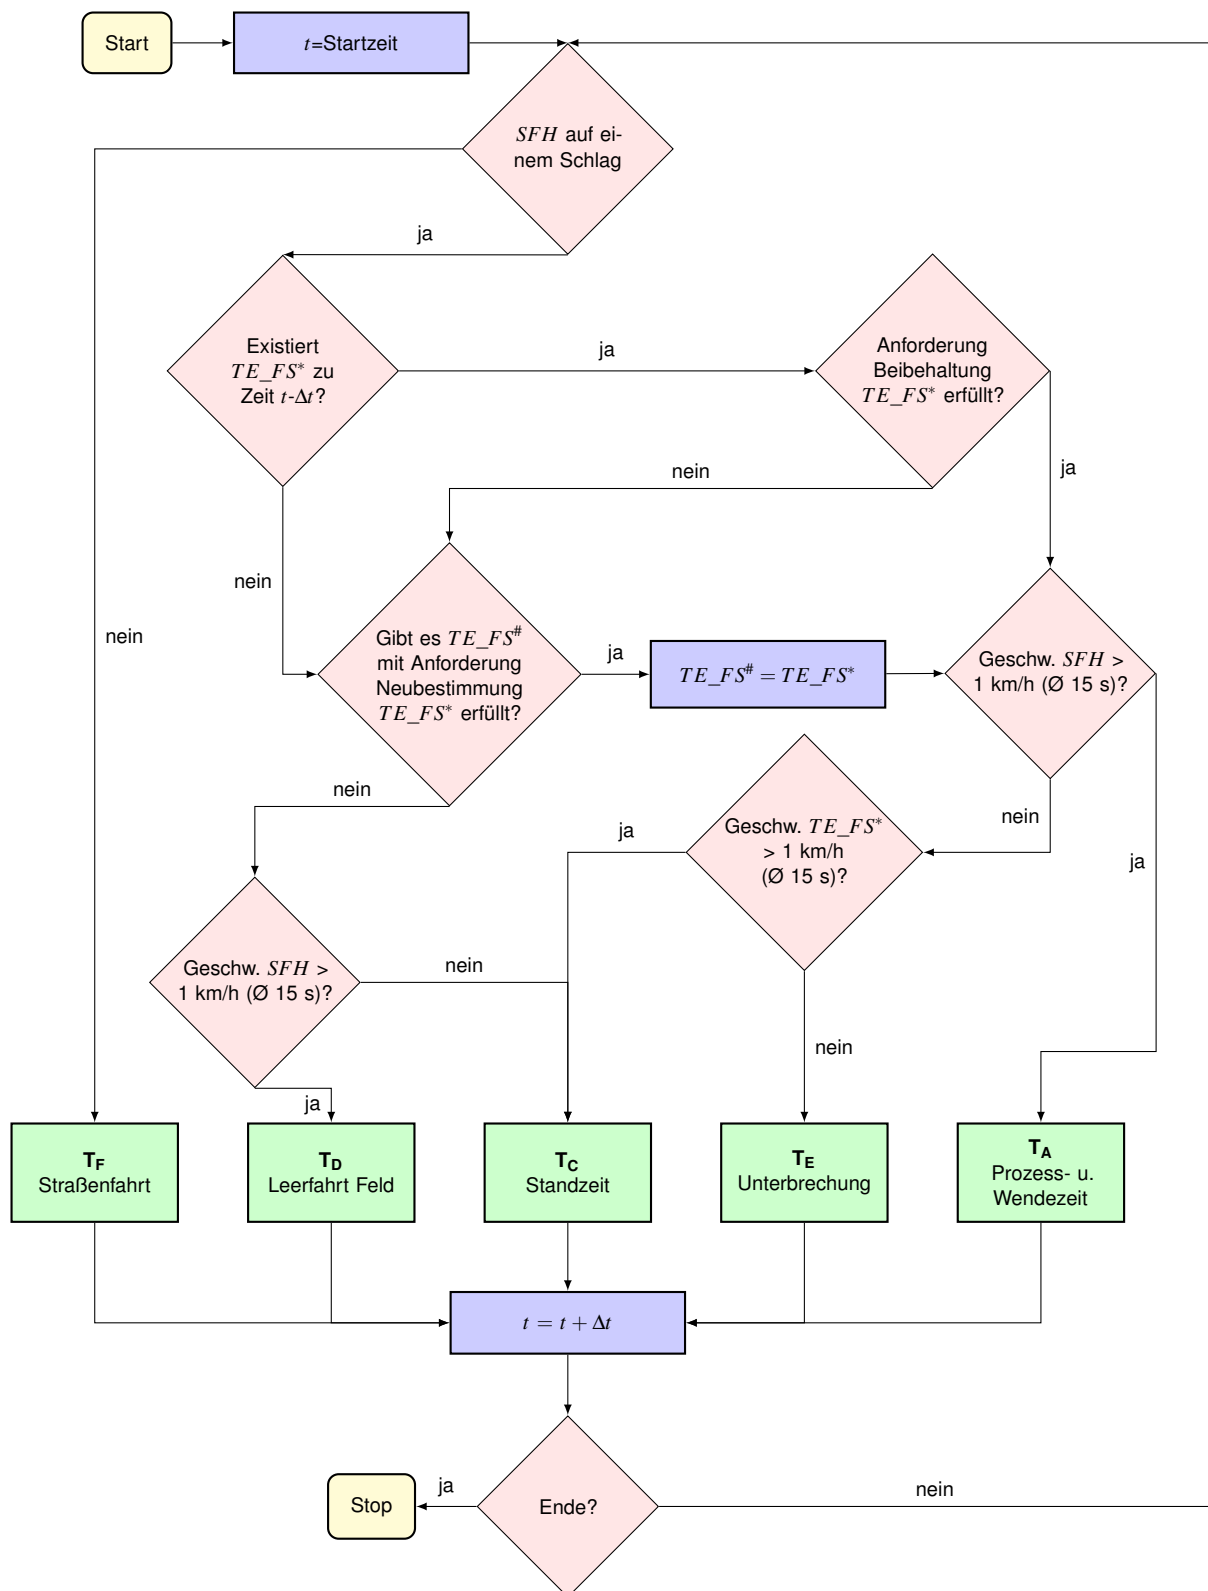 Start
t=Startzeit
SFH auf ei-
nem Schlag
ja
Existiert
TE_FS* zu
Zeit t-Δt?
ja
Anforderung
Beibehaltung
TE_FS* erfüllt?
nein
ja
nein
nein
Gibt es TE_FS#
mit Anforderung
Neubestimmung
TE_FS* erfüllt?
ja
TE_FS# = TE_FS*
Geschw. SFH >
1 km/h (Ø 15 s)?
nein
ja
Geschw. TE_FS*
> 1 km/h
(Ø 15 s)?
nein
ja
Geschw. SFH >
1 km/h (Ø 15 s)?
nein
nein
ja
TF
Straßenfahrt
TD
Leerfahrt Feld
TC
Standzeit
TE
Unterbrechung
TA
Prozess- u.
Wendezeit
t = t + Δt
Stop
ja
Ende?
nein